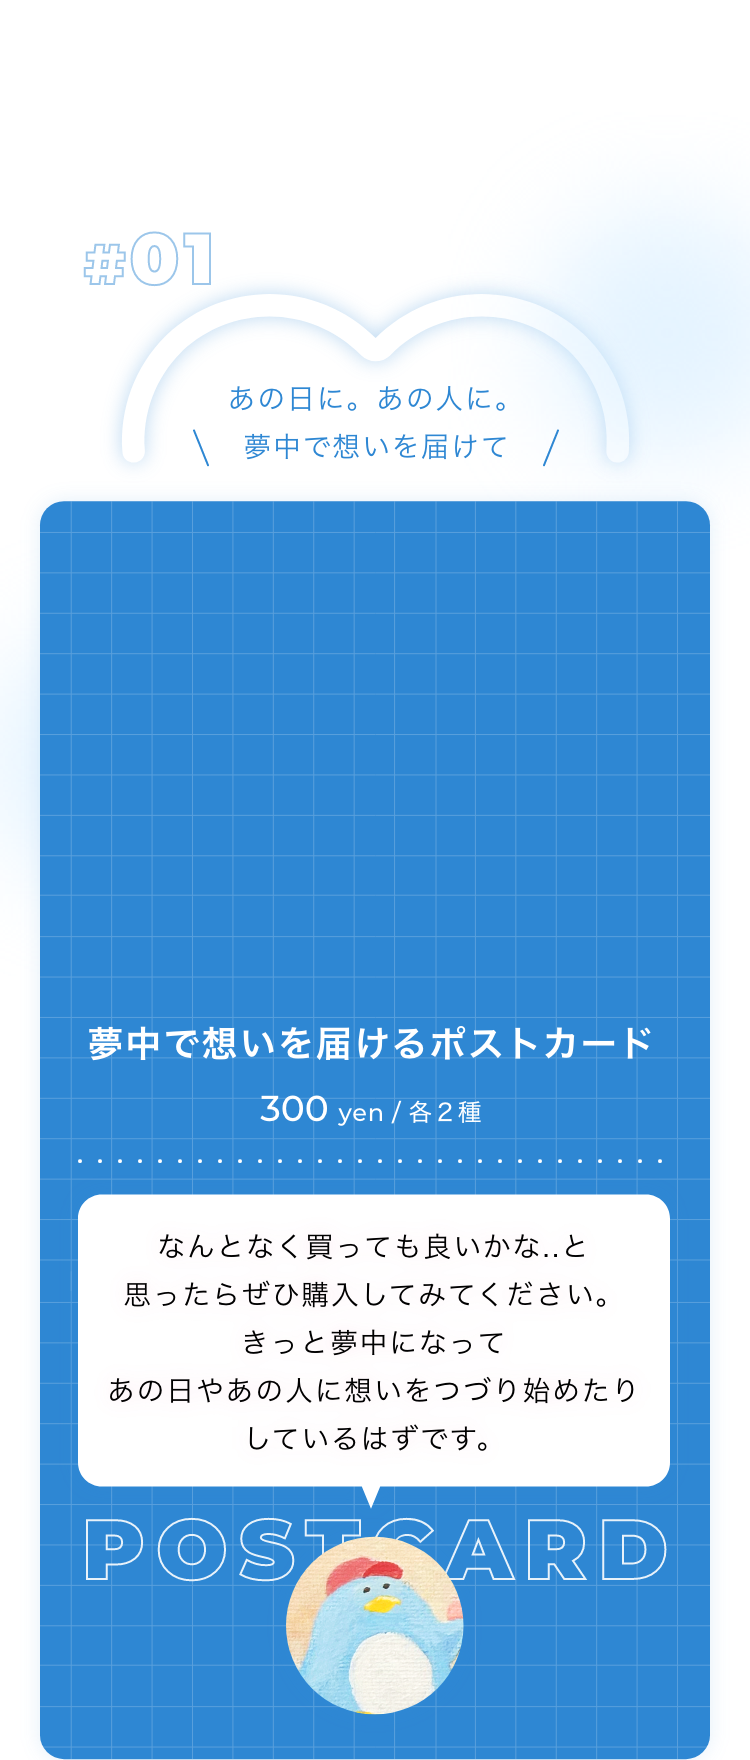 #01
あの日に。あの人に。
\ 夢中で想いを届けて /
夢中で想いを届けるポストカード
300 yen / 各２種
なんとなく買っても良いかな..と
思ったらぜひ購入してみてください。
きっと夢中になって
あの日やあの人に想いをつづり始めたり
しているはずです。
POSTCARD